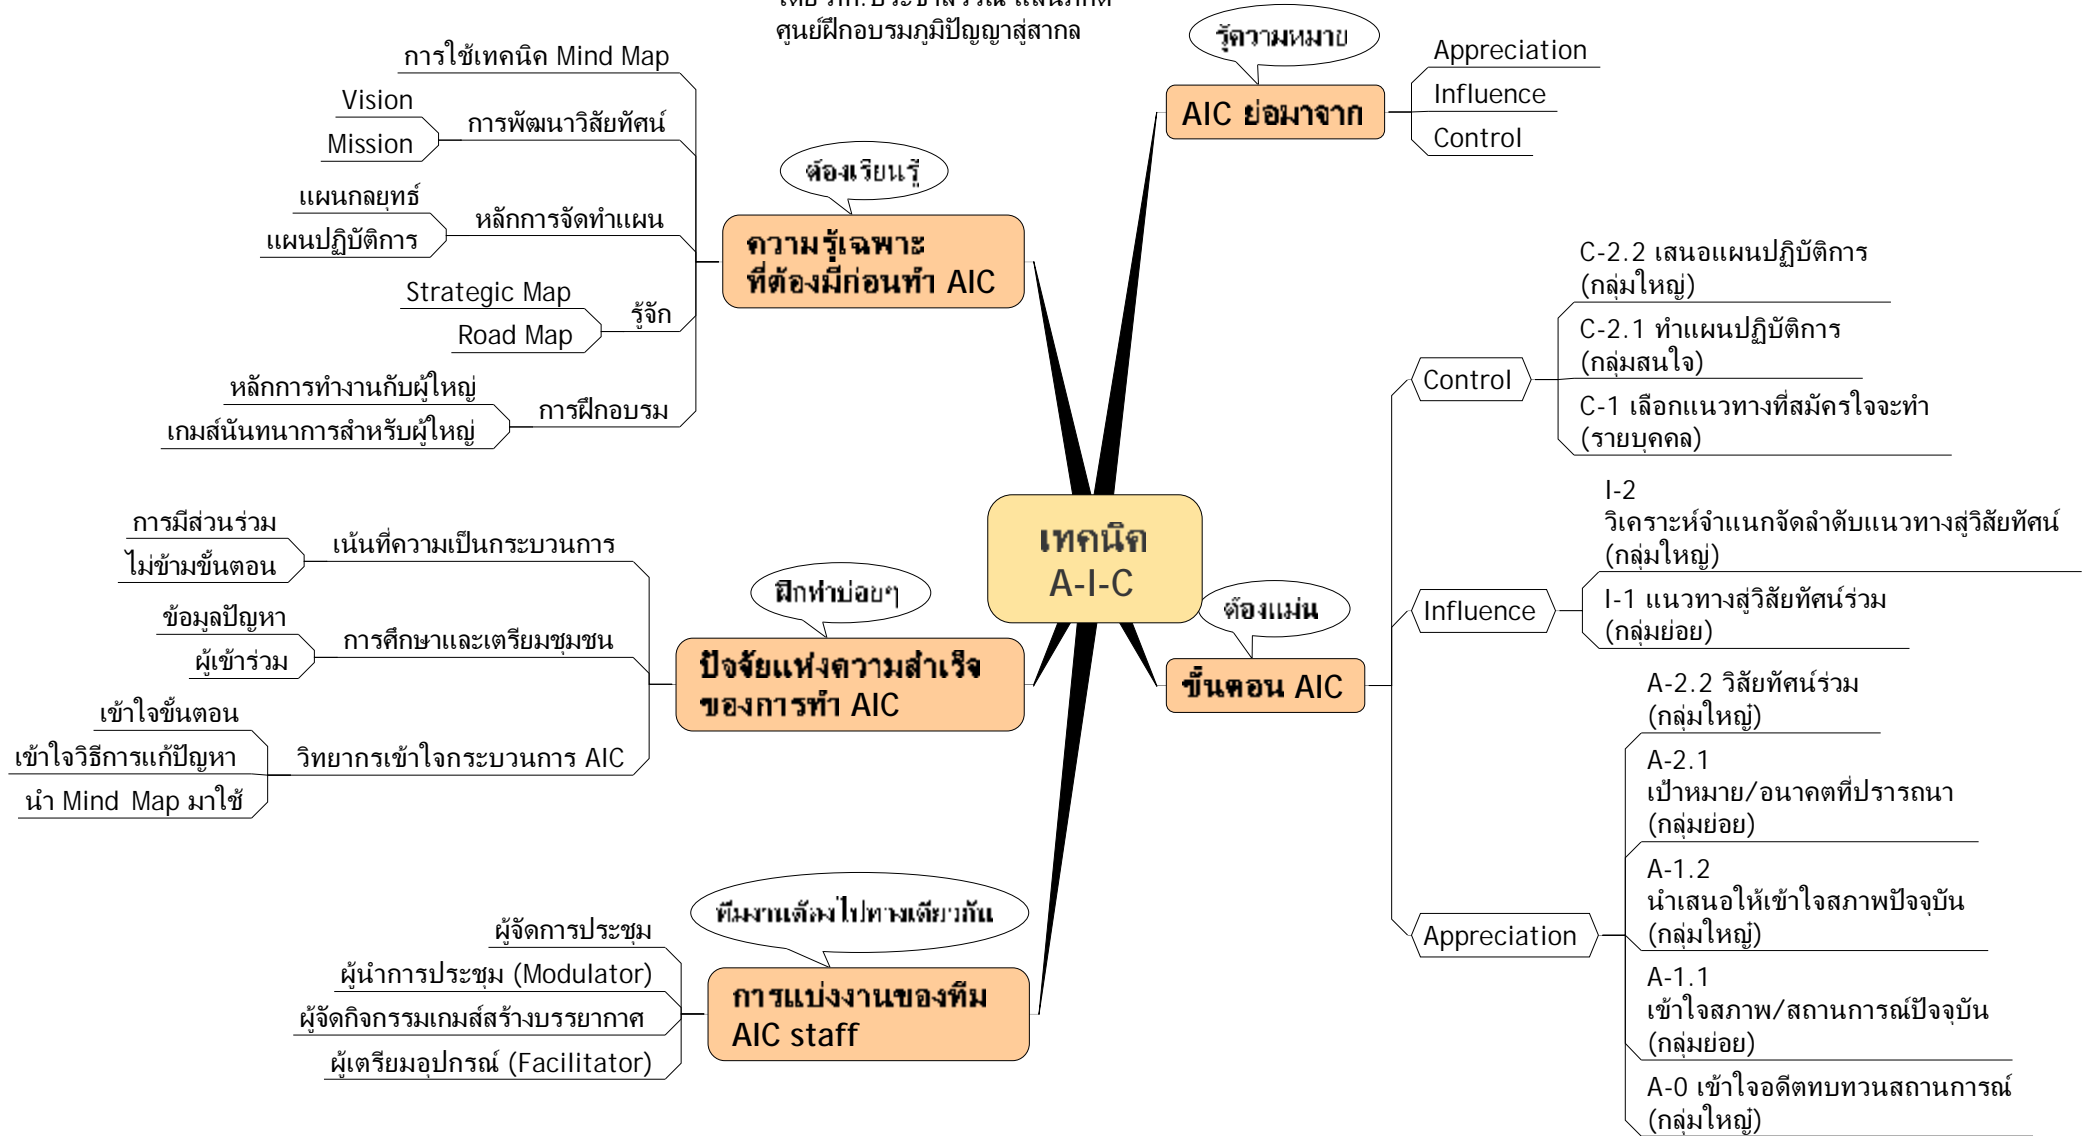 ศูนย์ฝึกอบรมภูมิปัญญาสู่สากล
เทคนิค
A-I-C
รู้ความหมาย
AIC ย่อมาจาก
Appreciation
Influence
Control
ต้องเรียนรู้
ความรู้เฉพาะ
ที่ต้องมีก่อนทำ AIC
การใช้เทคนิค Mind Map
การพัฒนาวิสัยทัศน์
Vision
Mission
หลักการจัดทำแผน
แผนกลยุทธ์
แผนปฏิบัติการ
รู้จัก
Strategic Map
Road Map
การฝึกอบรม
หลักการทำงานกับผู้ใหญ่
เกมส์นันทนาการสำหรับผู้ใหญ่
ฝึกทำบ่อยๆ
ปัจจัยแห่งความสำเร็จ
ของการทำ AIC
เน้นที่ความเป็นกระบวนการ
การมีส่วนร่วม
ไม่ข้ามขั้นตอน
การศึกษาและเตรียมชุมชน
ข้อมูลปัญหา
ผู้เข้าร่วม
วิทยากรเข้าใจกระบวนการ AIC
เข้าใจขั้นตอน
เข้าใจวิธีการแก้ปัญหา
นำ Mind Map มาใช้
ทีมงานต้องไปทางเดียวกัน
การแบ่งงานของทีม
AIC staff
ผู้จัดการประชุม
ผู้นำการประชุม (Modulator)
ผู้จัดกิจกรรมเกมส์สร้างบรรยากาศ
ผู้เตรียมอุปกรณ์ (Facilitator)
ต้องแม่น
ขั้นตอน AIC
Control
C-2.2 เสนอแผนปฏิบัติการ
(กลุ่มใหญ่)
C-2.1 ทำแผนปฏิบัติการ
(กลุ่มสนใจ)
C-1 เลือกแนวทางที่สมัครใจจะทำ
(รายบุคคล)
Influence
I-2
วิเคราะห์จำแนกจัดลำดับแนวทางสู่วิสัยทัศน์
(กลุ่มใหญ่)
I-1 แนวทางสู่วิสัยทัศน์ร่วม
(กลุ่มย่อย)
Appreciation
A-2.2 วิสัยทัศน์ร่วม
(กลุ่มใหญ่)
A-2.1
เป้าหมาย/อนาคตที่ปรารถนา
(กลุ่มย่อย)
A-1.2
นำเสนอให้เข้าใจสภาพปัจจุบัน
(กลุ่มใหญ่)
A-1.1
เข้าใจสภาพ/สถานการณ์ปัจจุบัน
(กลุ่มย่อย)
A-0 เข้าใจอดีตทบทวนสถานการณ์
(กลุ่มใหญ่)